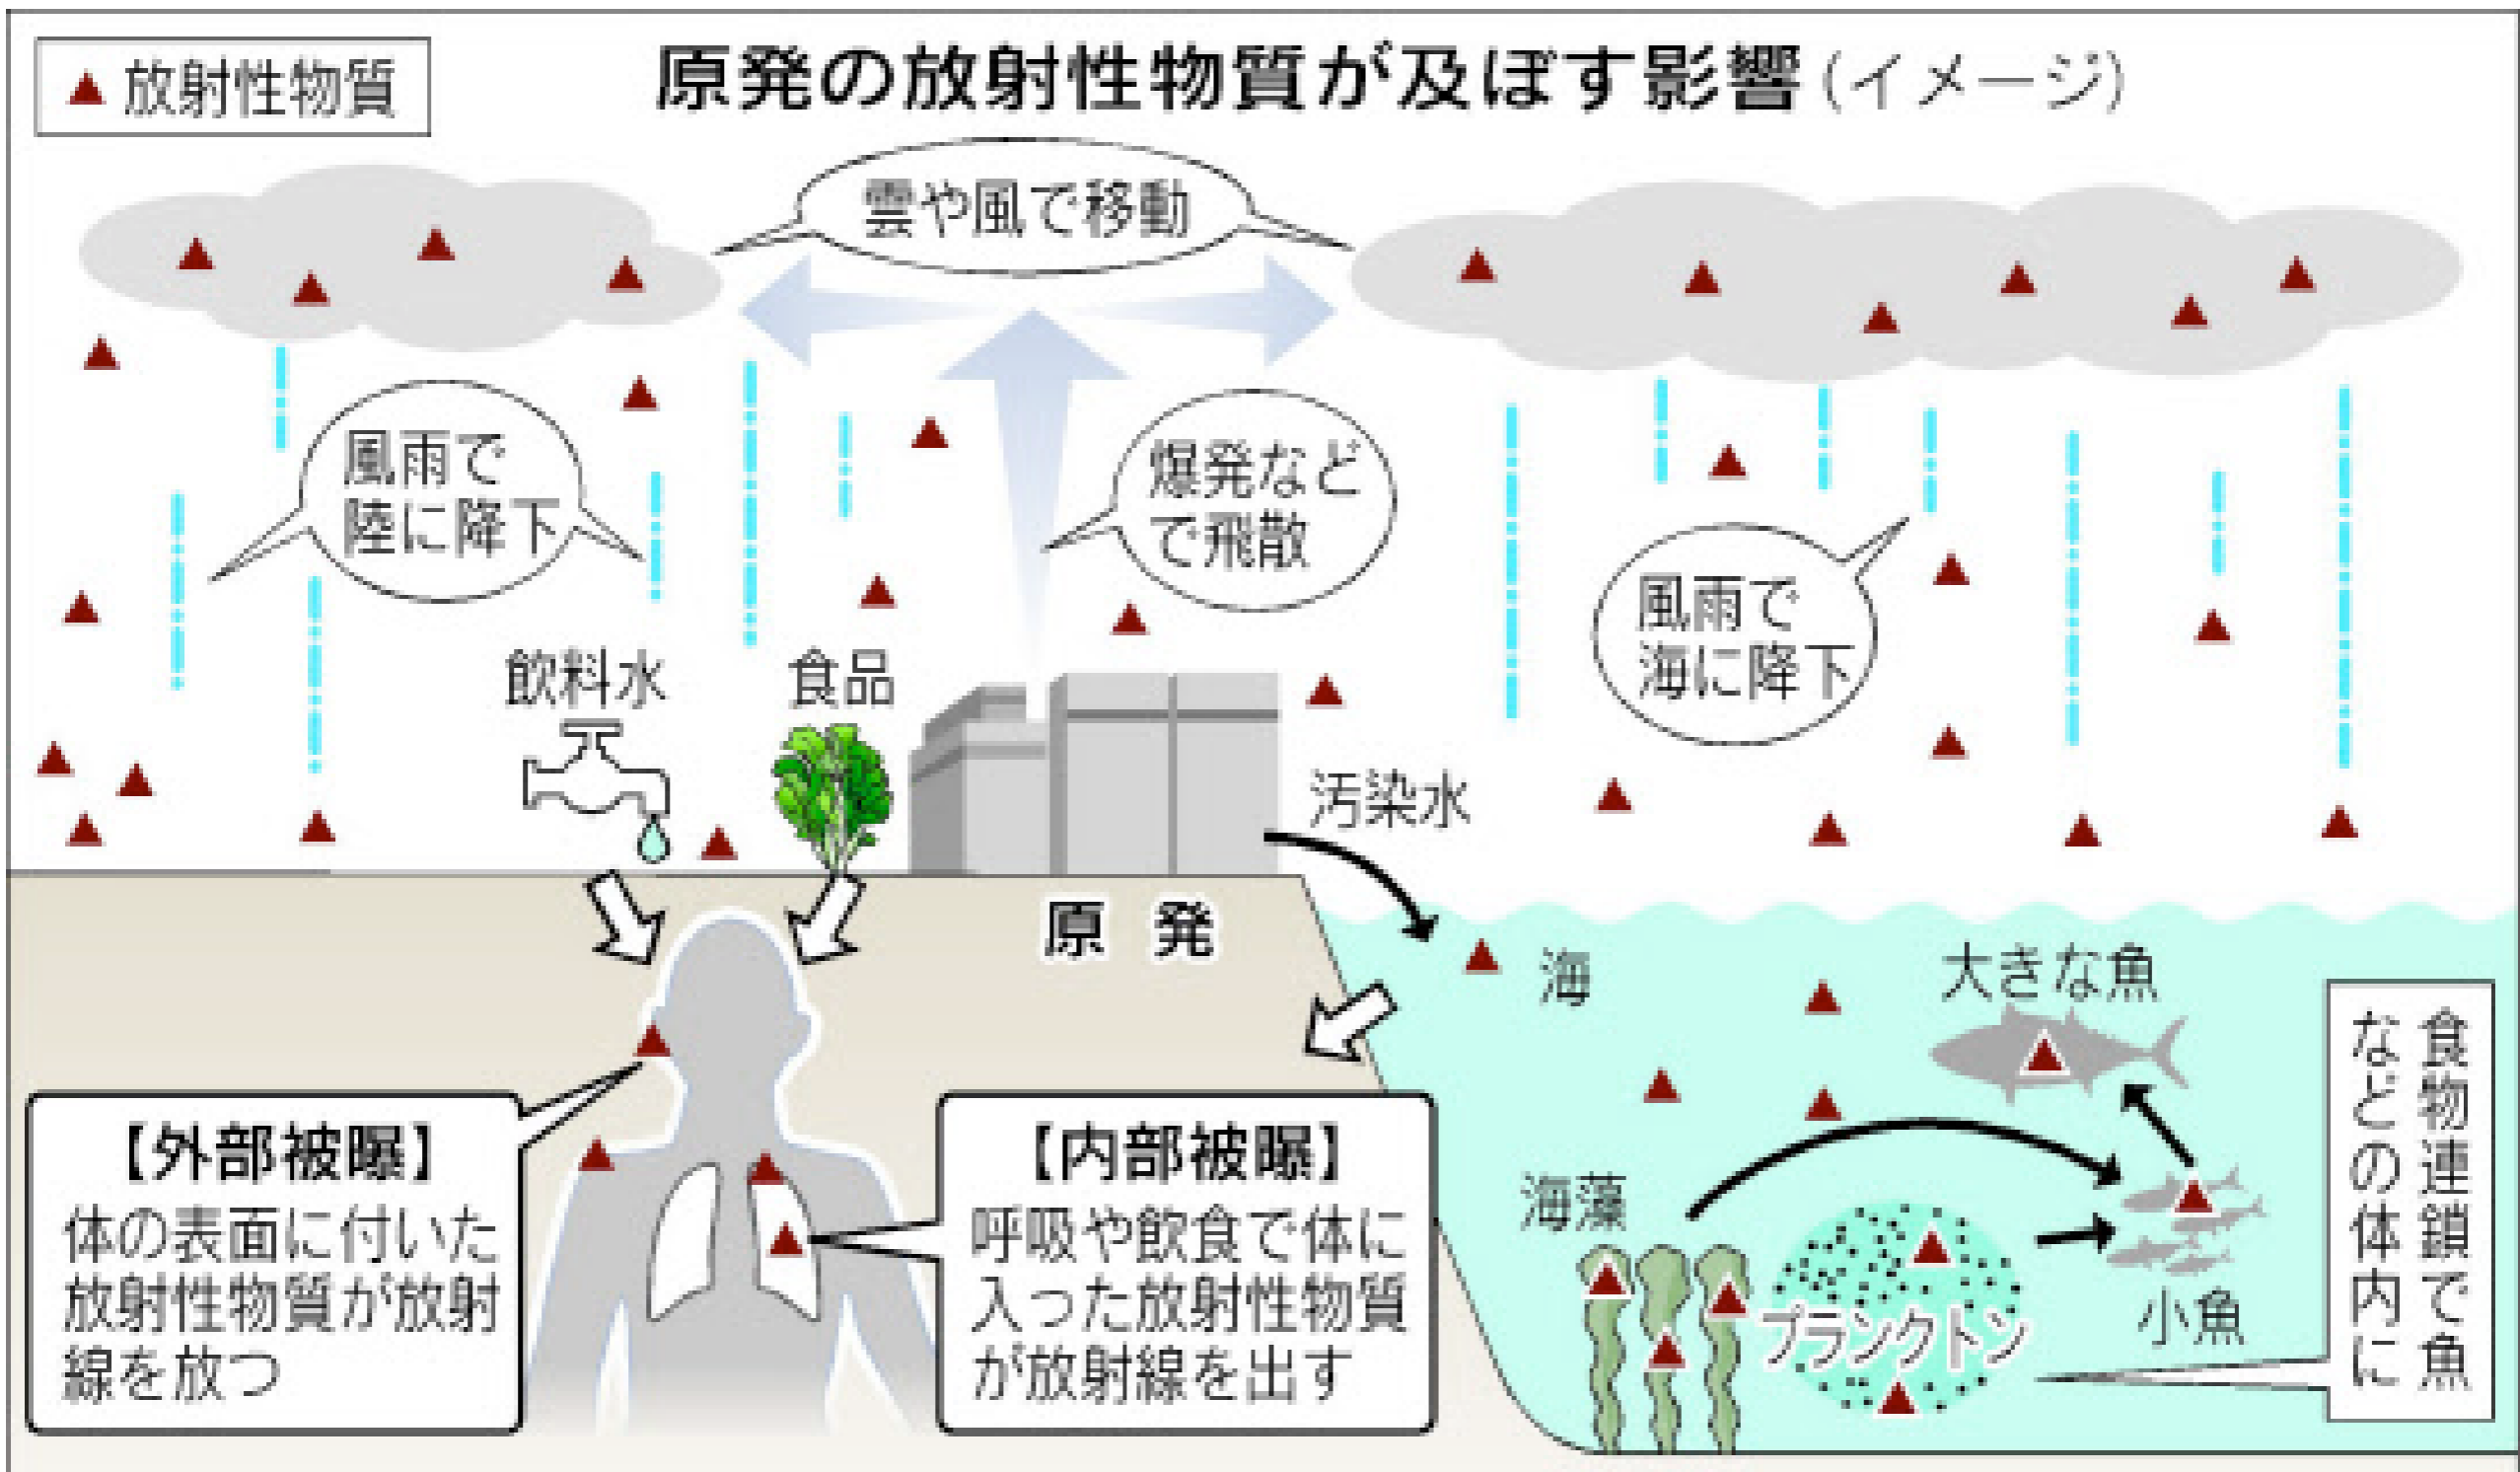 ▲放射性物質
原発の放射性物質が及ぼす影響(イメージ)
雲や風で移動
風雨で
陸に降下
爆発など
で飛散
風雨で
海に降下
飲料水
食品
汚染水
原発
海
大きな魚
食物連鎖で魚
などの体内に
【外部被曝】
体の表面に付いた
放射性物質が放射
線を放つ
【内部被曝】
呼吸や飲食で体に
入った放射性物質
が放射線を出す
海藻
プランクトン
小魚